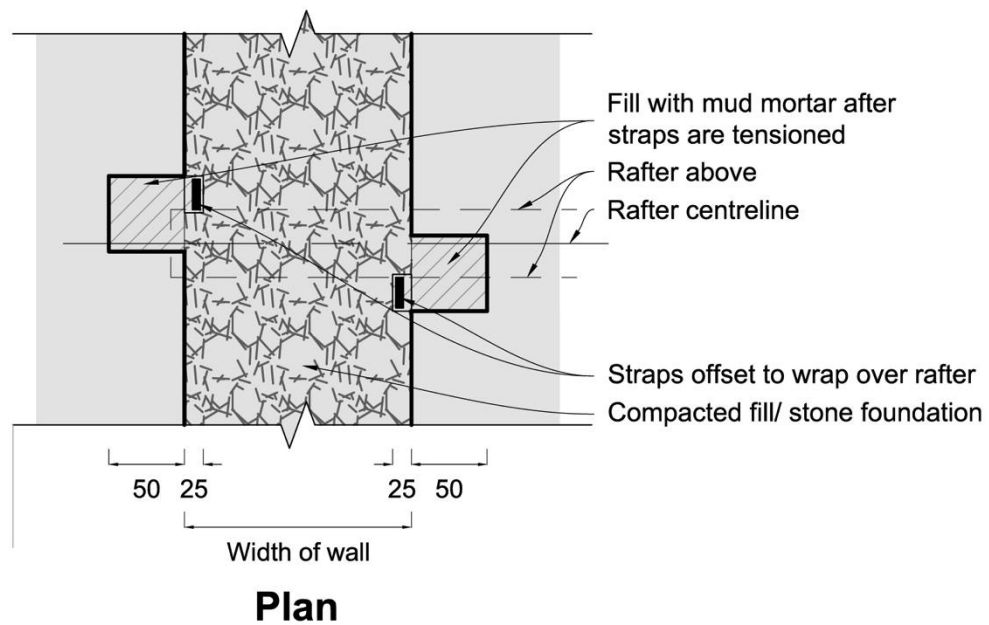 Fill with mud mortar after
straps are tensioned
Rafter above
Rafter centreline
Straps offset to wrap over rafter
Compacted fill/ stone foundation
50 25 25 50
Width of wall
Plan